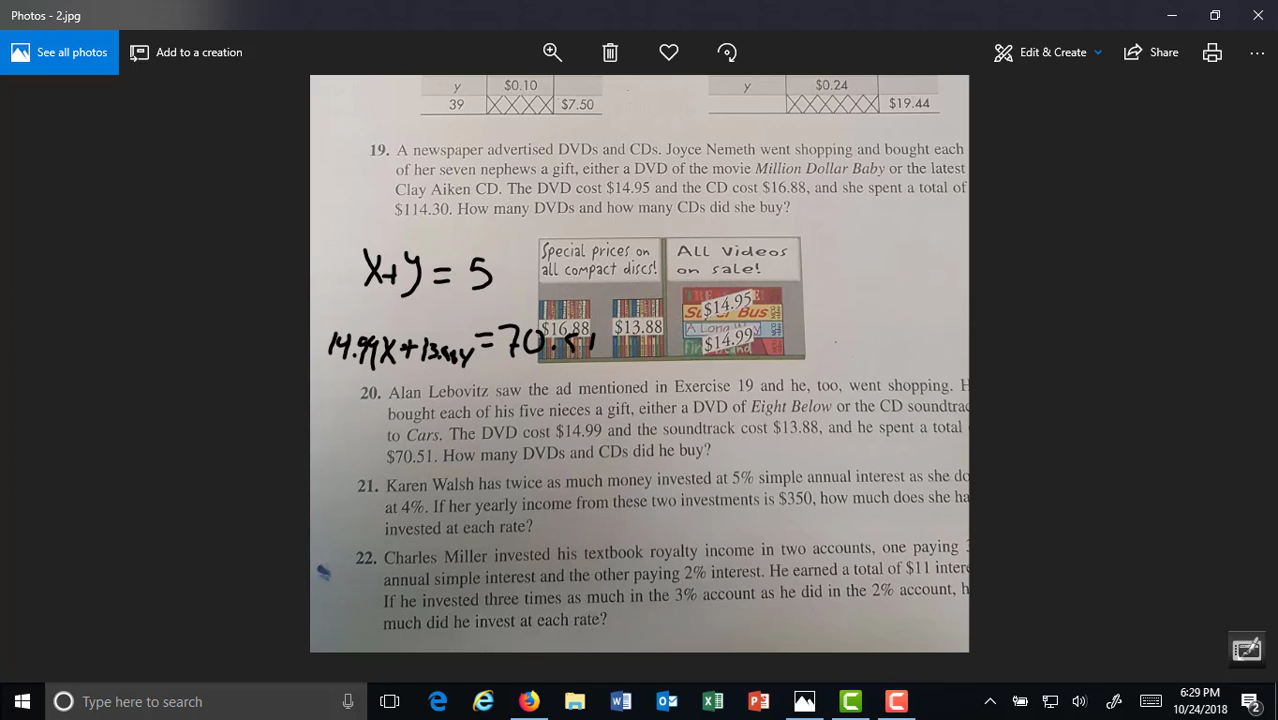 Photos - 2.jpg
See all photos
Add to a creation
Edit & Create
Share
y $0.10
39 $7.50
y $0.24
$19.44
19. A newspaper advertised DVDs and CDs. Joyce Nemeth went shopping and bought each
of her seven nephews a gift, either a DVD of the movie Million Dollar Baby or the latest
Clay Aiken CD. The DVD cost $14.95 and the CD cost $16.88, and she spent a total of
$114.30. How many DVDs and how many CDs did she buy?
x+y = 5
14.99x+13.88y = 70.51
Special prices on
all compact discs!
$16.88 $13.88
All Videos
on sale!
$14.95
Bus
A Long
$14.99
20. Alan Lebovitz saw the ad mentioned in Exercise 19 and he, too, went shopping. H
bought each of his five nieces a gift, either a DVD of Eight Below or the CD soundtrac
to Cars. The DVD cost $14.99 and the soundtrack cost $13.88, and he spent a total
$70.51. How many DVDs and CDs did he buy?
21. Karen Walsh has twice as much money invested at 5% simple annual interest as she do
at 4%. If her yearly income from these two investments is $350, how much does she ha
invested at each rate?
22. Charles Miller invested his textbook royalty income in two accounts, one paying 3
annual simple interest and the other paying 2% interest. He earned a total of $11 intere
If he invested three times as much in the 3% account as he did in the 2% account, h
much did he invest at each rate?
Type here to search
6:29 PM
10/24/2018
2